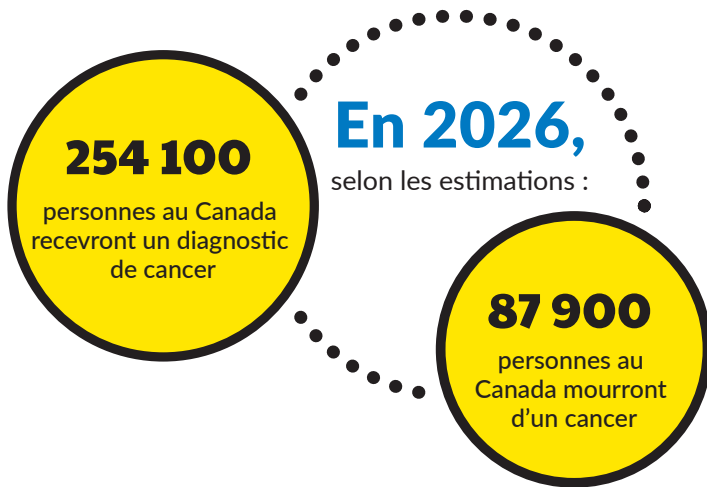 En 2026,
selon les estimations :
254 100
personnes au Canada
recevront un diagnostic
de cancer
87 900
personnes au
Canada mourront
d’un cancer